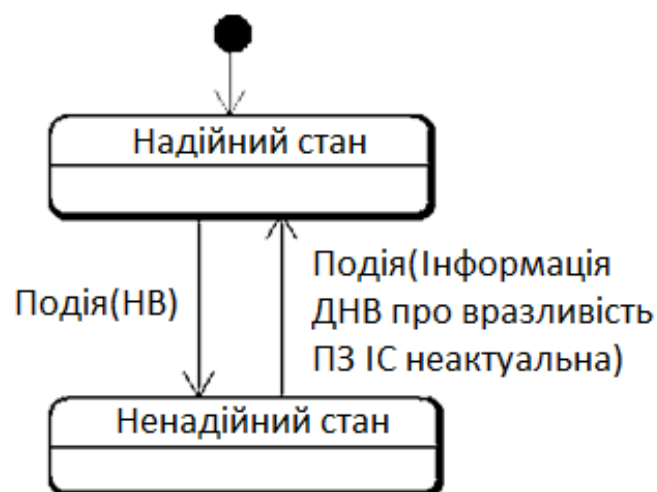 Надійний стан
Подія(НВ)
Подія(Інформація
ДНВ про вразливість
ПЗ ІС неактуальна)
Ненадійний стан